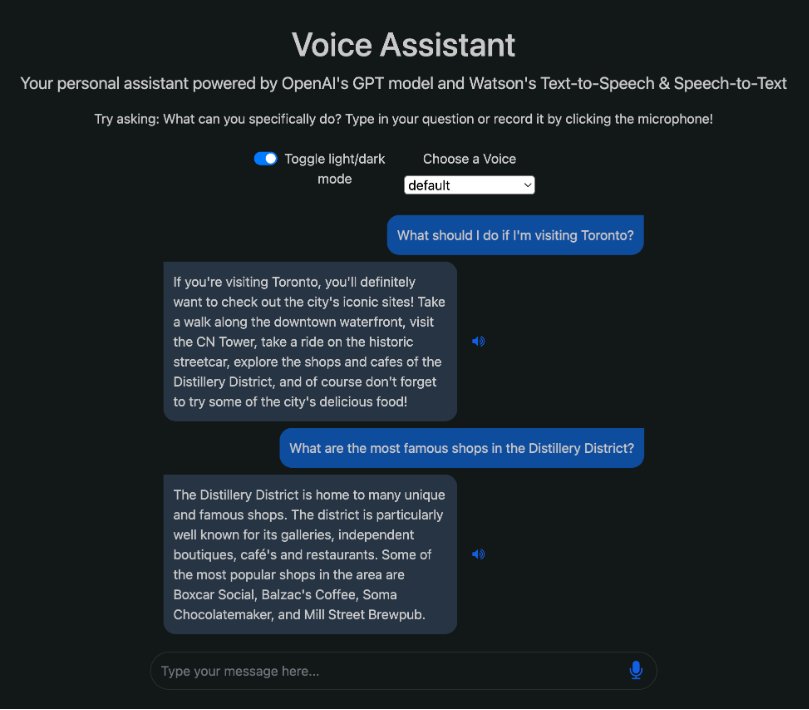 Voice Assistant
Your personal assistant powered by OpenAI's GPT model and Watson's Text-to-Speech & Speech-to-Text
Try asking: What can you specifically do? Type in your question or record it by clicking the microphone!
Toggle light/dark
mode
Choose a Voice
default
What should I do if I'm visiting Toronto?
If you're visiting Toronto, you'll definitely
want to check out the city's iconic sites! Take
a walk along the downtown waterfront, visit
the CN Tower, take a ride on the historic
streetcar, explore the shops and cafes of the
Distillery District, and of course don't forget
to try some of the city's delicious food!
What are the most famous shops in the Distillery District?
The Distillery District is home to many unique
and famous shops. The district is particularly
well known for its galleries, independent
boutiques, café's and restaurants. Some of
the most popular shops in the area are
Boxcar Social, Balzac's Coffee, Soma
Chocolatemaker, and Mill Street Brewpub.
Type your message here...